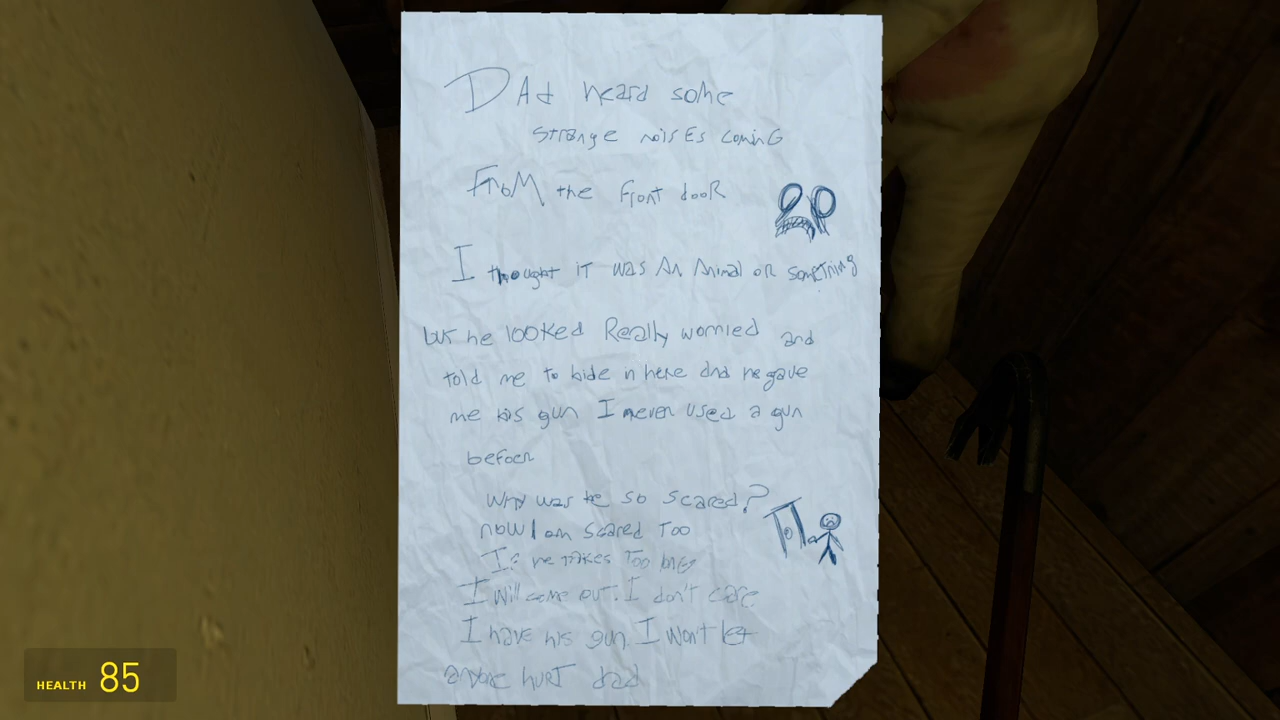 DAd heard some
strange noisEs cominG
FroM the front dooR
I thought iT was An Animal oR somEThing
but he looked Really worried and
told me to hide in here and he gave
me his gun I never used a gun
befoer
Why was he so scared?
now I am scared Too
If he takes Too long
I will come out. I don't care
I have his gun. I won't let
anyone hurT dad
HEALTH 85